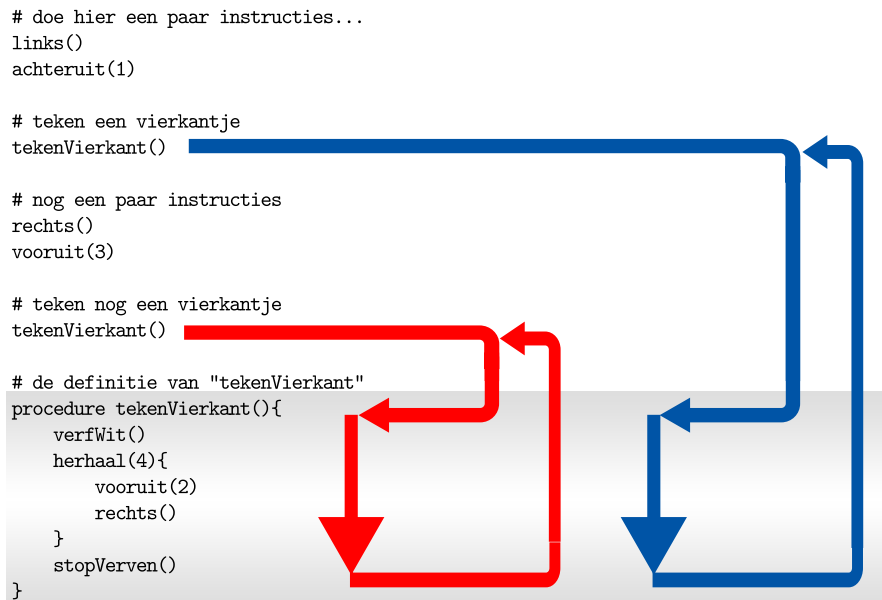 # doe hier een paar instructies...
links()
achteruit(1)
# teken een vierkantje
tekenVierkant()
# nog een paar instructies
rechts()
vooruit(3)
# teken nog een vierkantje
tekenVierkant()
# de definitie van "tekenVierkant"
procedure tekenVierkant(){
    verfWit()
    herhaal(4){
        vooruit(2)
        rechts()
    }
    stopVerven()
}